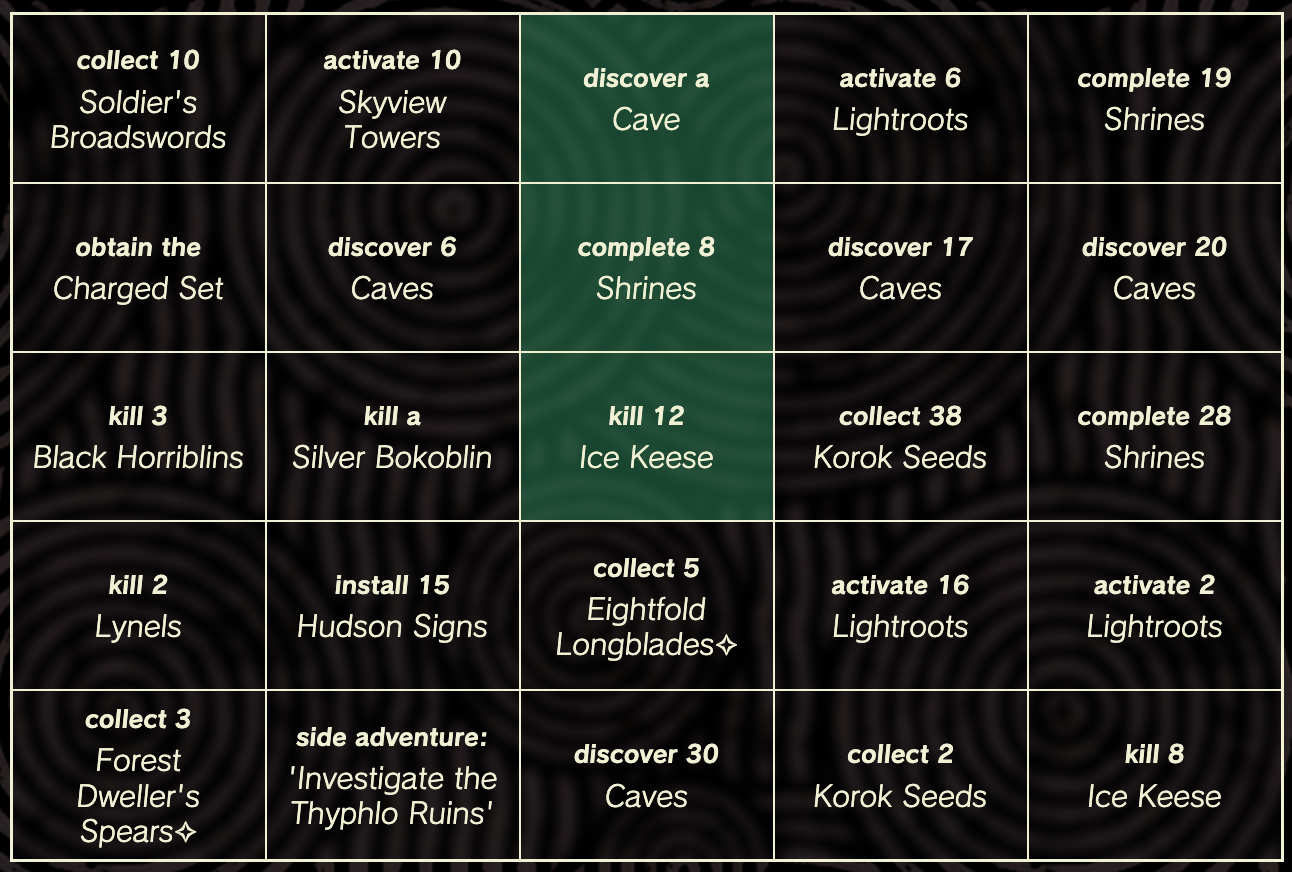 collect 10
Soldier's
Broadswords
activate 10
Skyview
Towers
discover a
Cave
activate 6
Lightroots
complete 19
Shrines
obtain the
Charged Set
discover 6
Caves
complete 8
Shrines
discover 17
Caves
discover 20
Caves
kill 3
Black Horriblins
kill a
Silver Bokoblin
kill 12
Ice Keese
collect 38
Korok Seeds
complete 28
Shrines
kill 2
Lynels
install 15
Hudson Signs
collect 5
Eightfold
Longblades✧
activate 16
Lightroots
activate 2
Lightroots
collect 3
Forest
Dweller's
Spears✧
side adventure:
'Investigate the
Thyphlo Ruins'
discover 30
Caves
collect 2
Korok Seeds
kill 8
Ice Keese